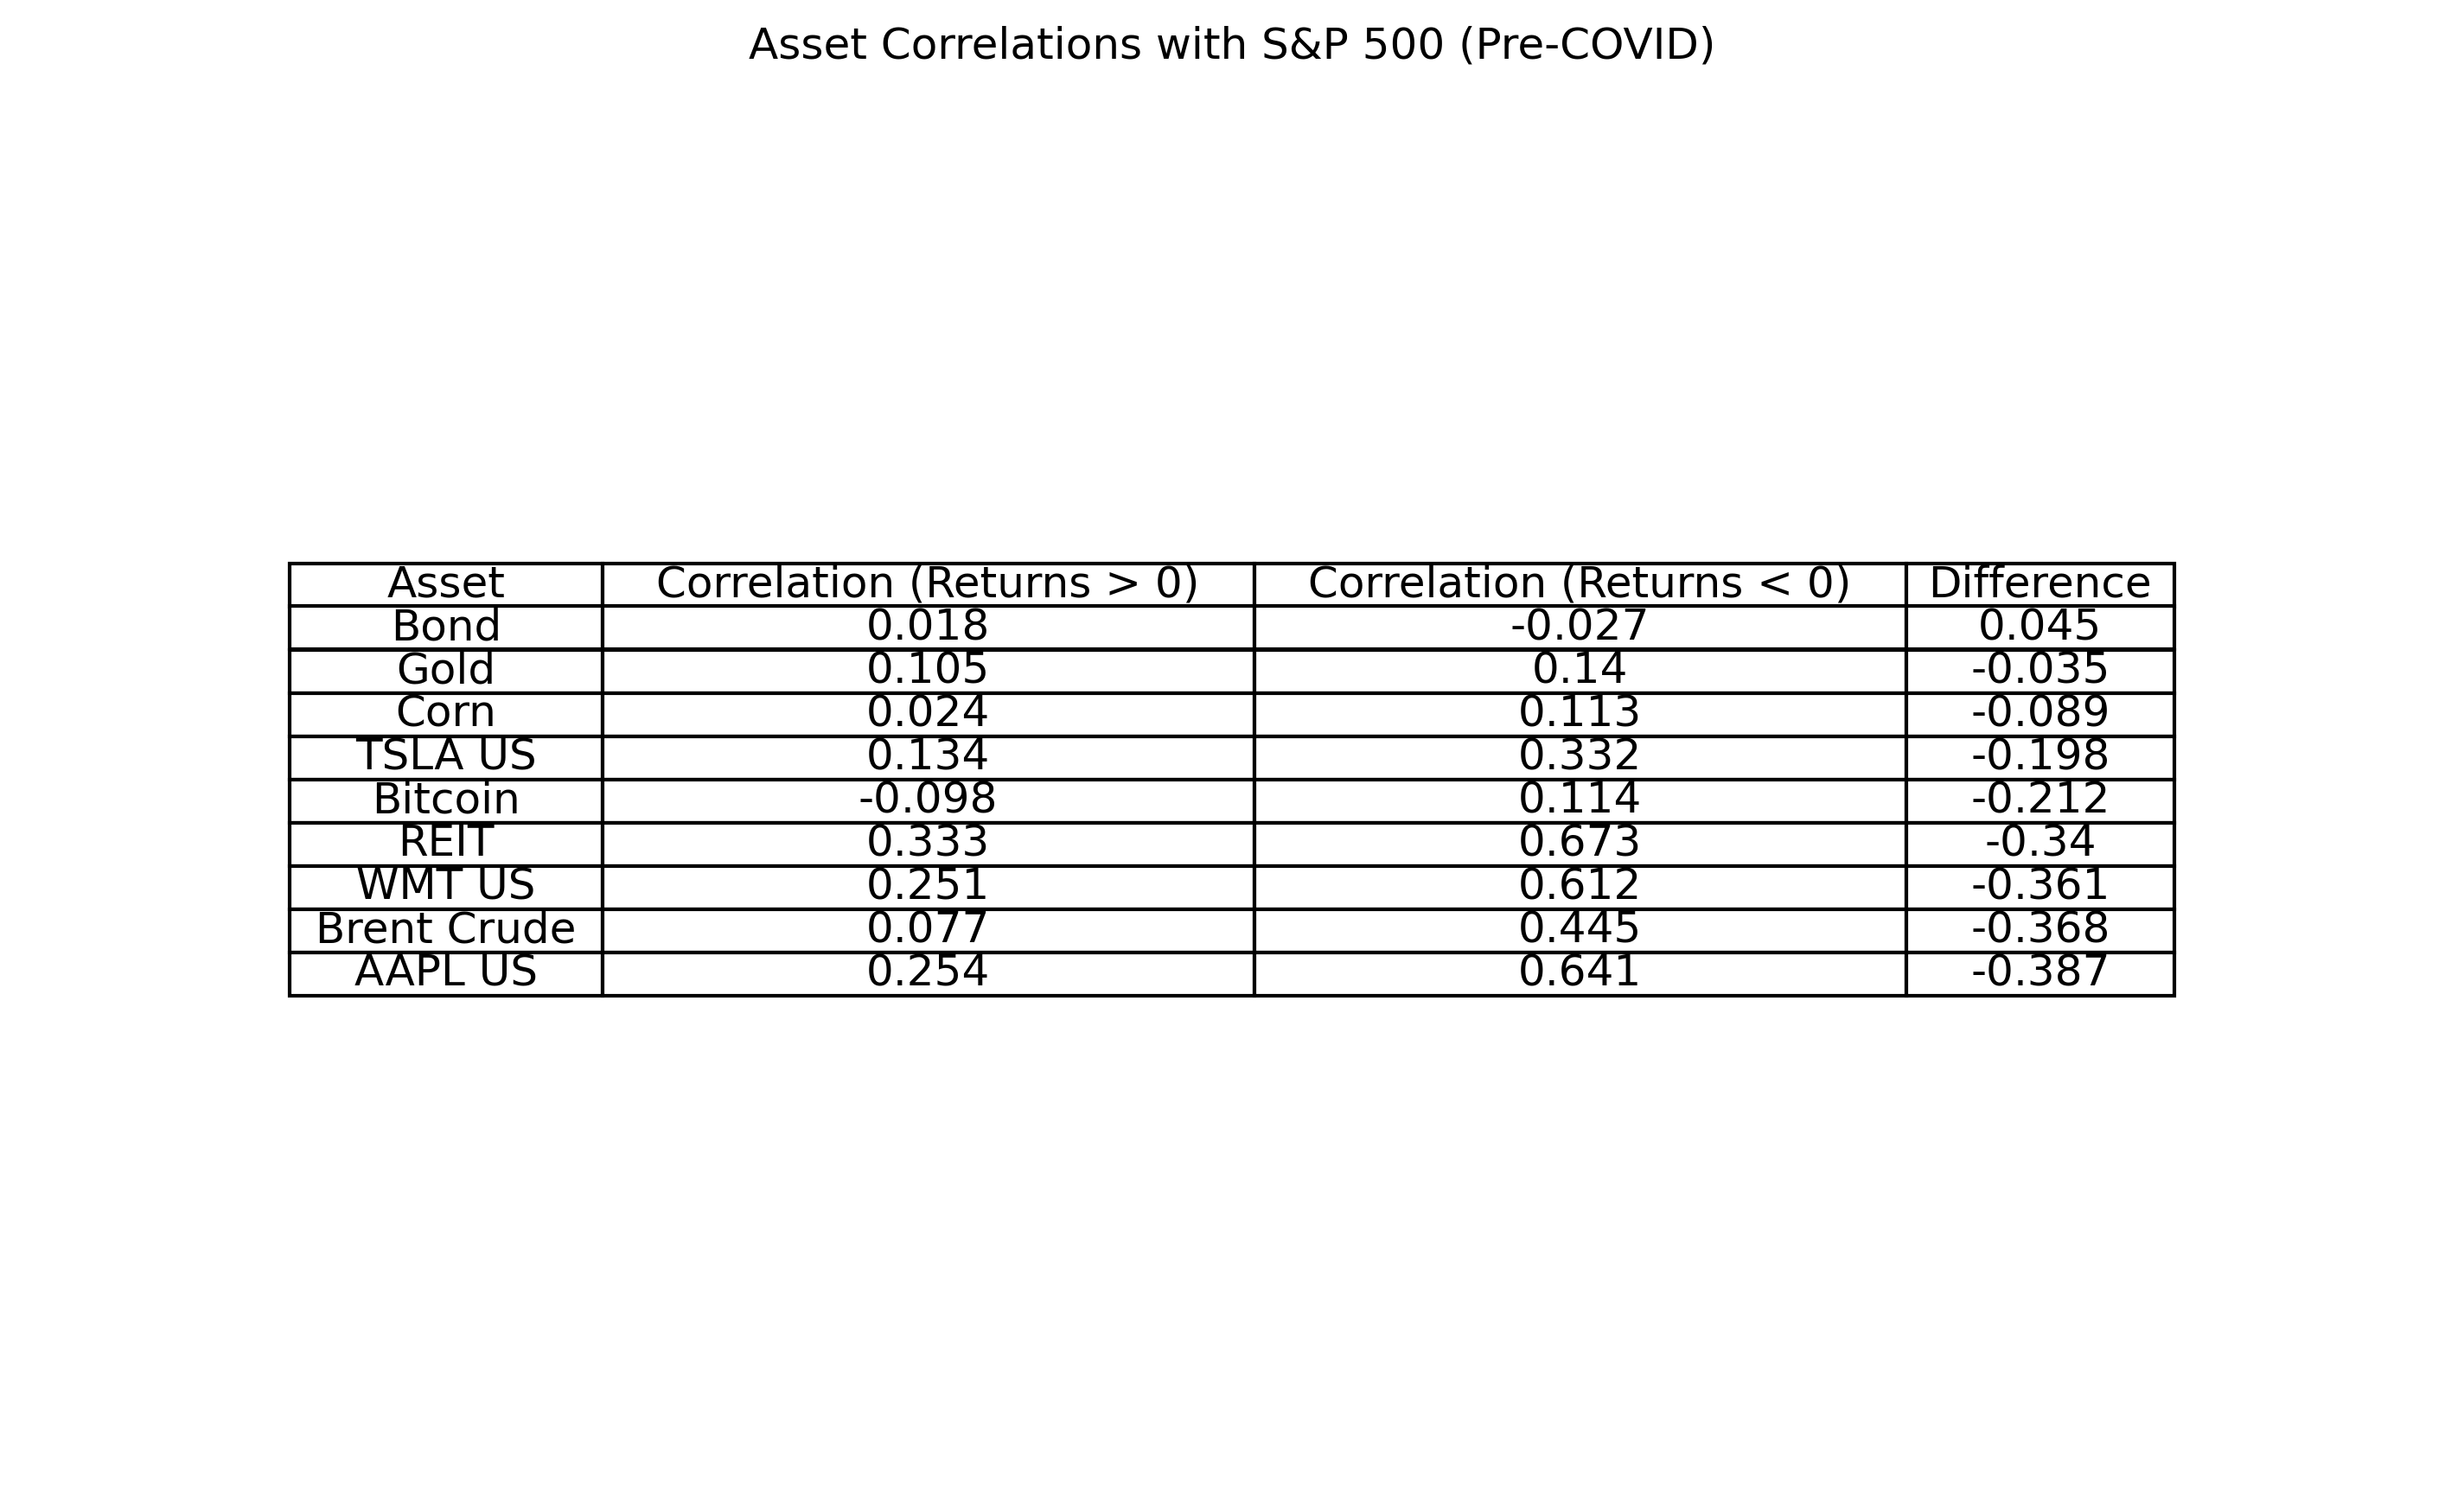 Asset Correlations with S&P 500 (Pre-COVID)
Asset Correlation (Returns > 0) Correlation (Returns < 0) Difference
Bond 0.018 -0.027 0.045
Gold 0.105 0.14 -0.035
Corn 0.024 0.113 -0.089
TSLA US 0.134 0.332 -0.198
Bitcoin -0.098 0.114 -0.212
REIT 0.333 0.673 -0.34
WMT US 0.251 0.612 -0.361
Brent Crude 0.077 0.445 -0.368
AAPL US 0.254 0.641 -0.387